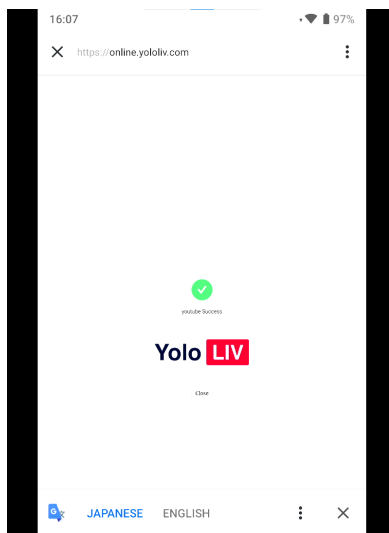 16:07 97%
https://online.yololiv.com
youtube Success
Yolo LIV
Close
G JAPANESE ENGLISH